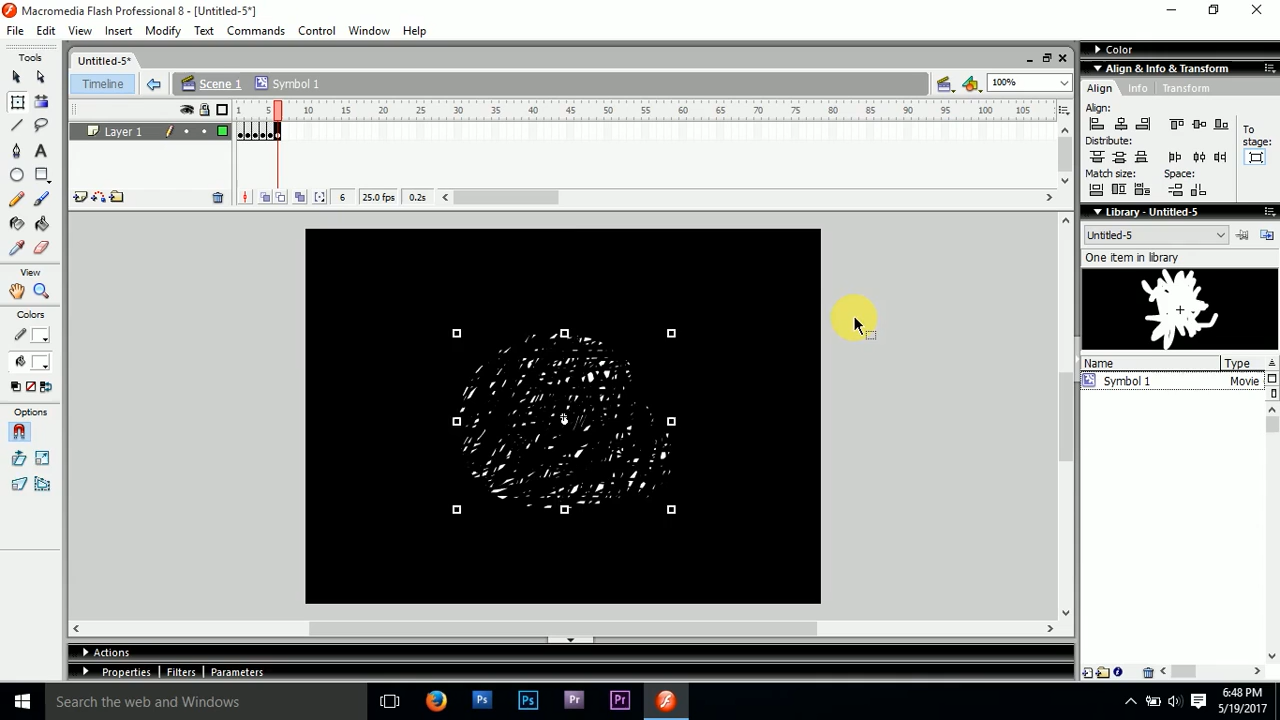 Macromedia Flash Professional 8 - [Untitled-5*]
File Edit View Insert Modify Text Commands Control Window Help
Tools
View
Colors
Options
Untitled-5*
Timeline
Scene 1
Symbol 1
100%
1 5 10 15 20 25 30 35 40 45 50 55 60 65 70 75 80 85 90 95 100 105
Layer 1
6
25.0 fps
0.2s
Actions
Properties Filters Parameters
Color
Align & Info & Transform
Align Info Transform
Align:
To
stage:
Distribute:
Match size:
Space:
Library - Untitled-5
Untitled-5
One item in library
Name Type
Symbol 1 Movie
Search the web and Windows
Ps
Ps
Pr
Pr
6:48 PM
5/19/2017